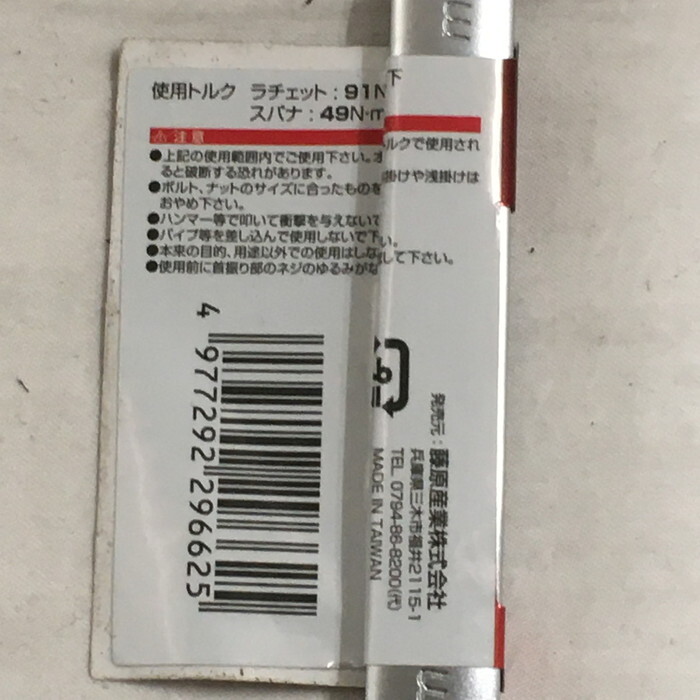 使用トルク ラチェット：91N 下
スパナ：49N·m
⚠ 注意
●上記の使用範囲内でご使用下さい。オ ルクで使用され
ると破断する恐れがあります。
●ボルト、ナットのサイズに合ったものを 掛けや浅掛けは
おやめ下さい。
●ハンマー等で叩いて衝撃を与えないで
●パイプ等を差し込んで使用しないで下 い。
●本来の目的、用途以外での使用はしな して下さい。
●使用前に首振り部のネジのゆるみがな
4 977292 296625
発売元：藤原産業株式会社
兵庫県三木市福井2115-1
TEL 0794-86-8200(代)
MADE IN TAIWAN